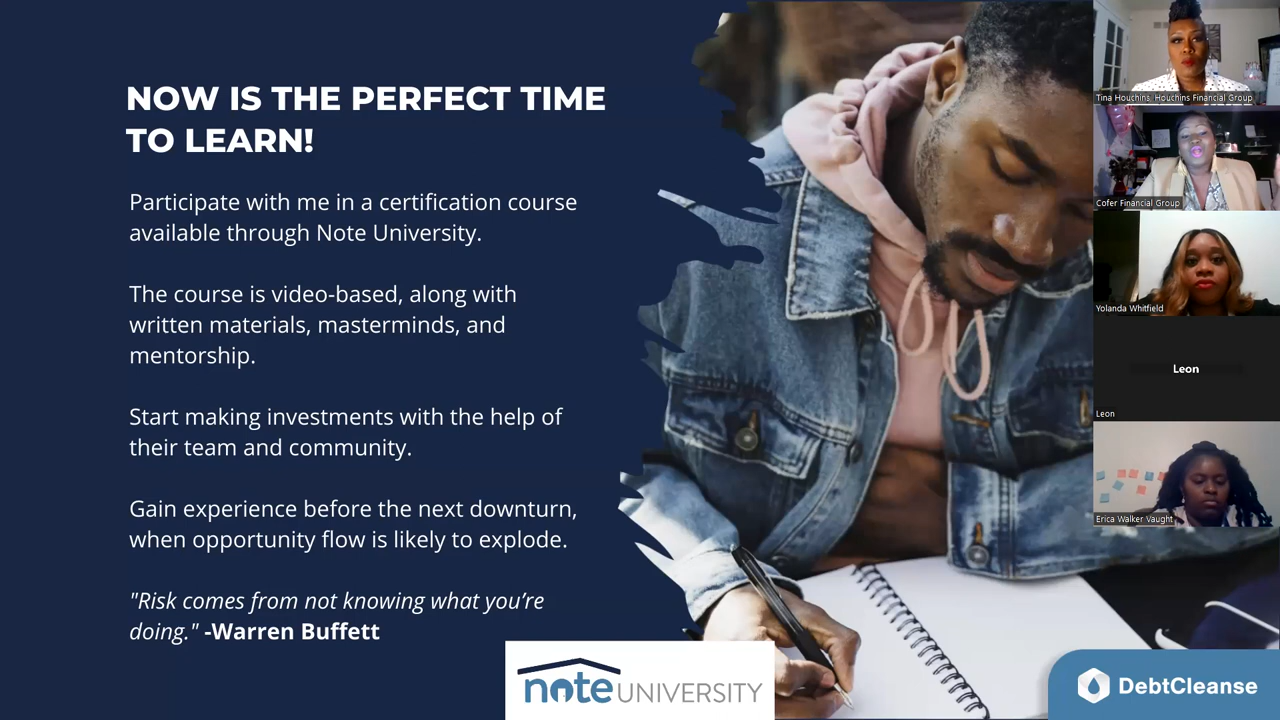 NOW IS THE PERFECT TIME
TO LEARN!
Participate with me in a certification course
available through Note University.
The course is video-based, along with
written materials, masterminds, and
mentorship.
Start making investments with the help of
their team and community.
Gain experience before the next downturn,
when opportunity flow is likely to explode.
"Risk comes from not knowing what you’re
doing." -Warren Buffett
note UNIVERSITY
DebtCleanse
Tina Houchins, Houchins Financial Group
Cofer Financial Group
Yolanda Whitfield
Leon
Leon
Erica Walker Vaught